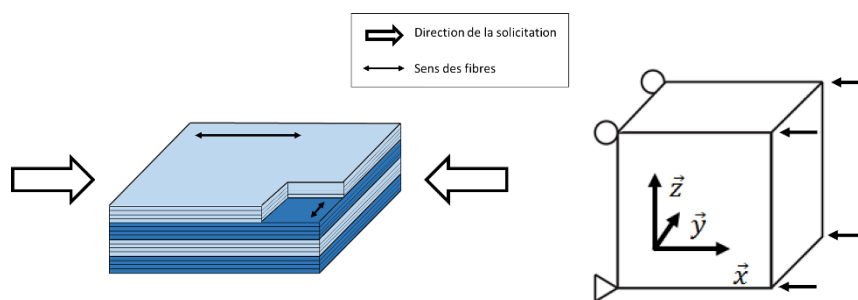 Direction de la solicitation
Sens des fibres
z⃗
y⃗
x⃗